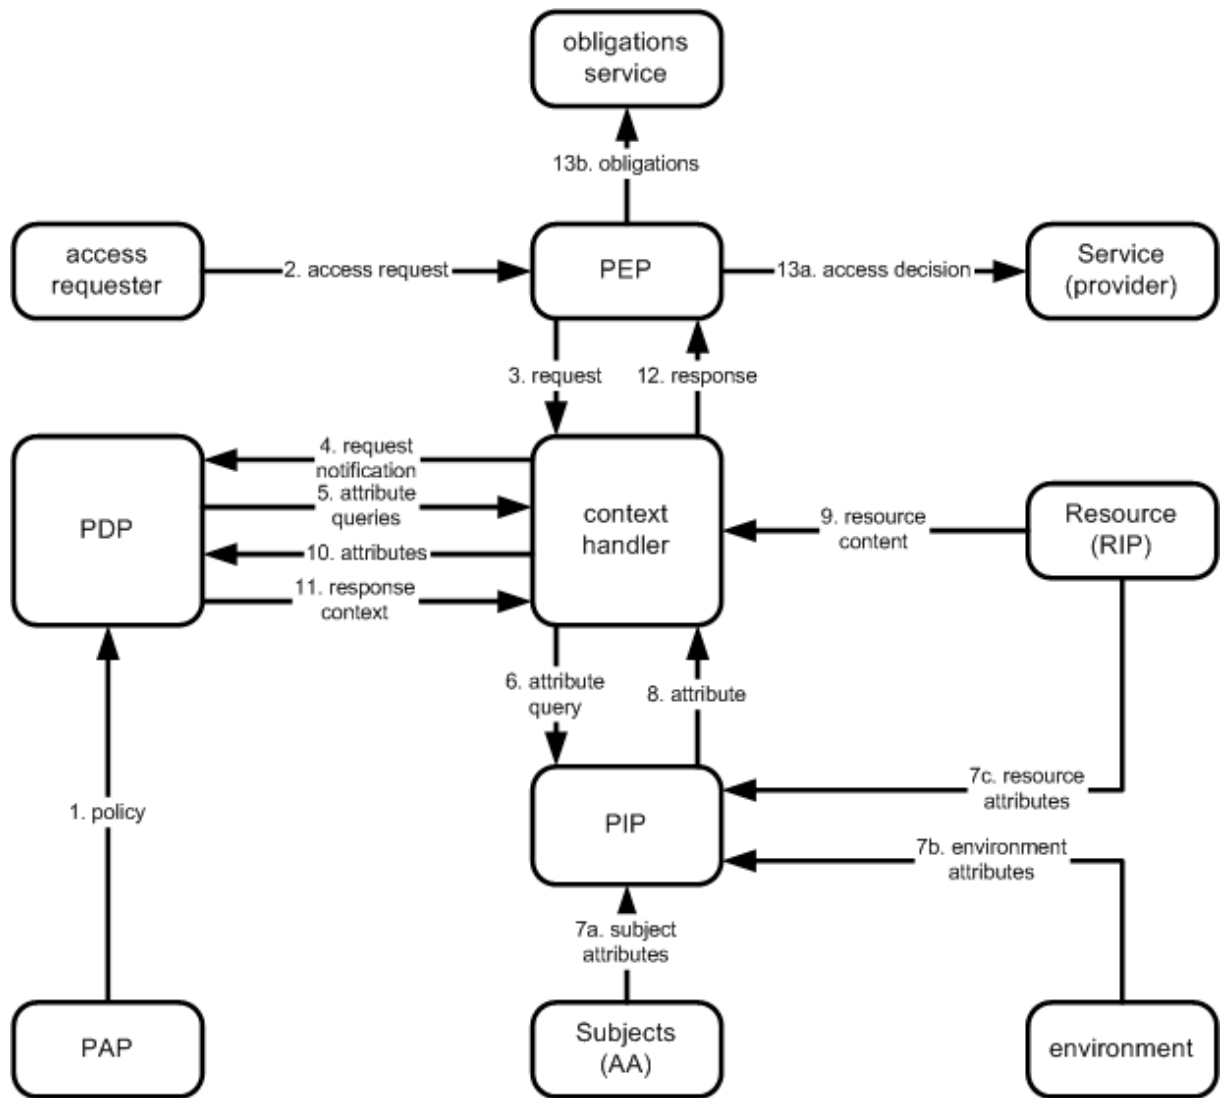 obligations
service
13b. obligations
access
requester
2. access request
PEP
13a. access decision
Service
(provider)
3. request
12. response
4. request
notification
5. attribute
queries
10. attributes
11. response
context
PDP
context
handler
9. resource
content
Resource
(RIP)
6. attribute
query
8. attribute
7c. resource
attributes
1. policy
PIP
7b. environment
attributes
7a. subject
attributes
PAP
Subjects
(AA)
environment